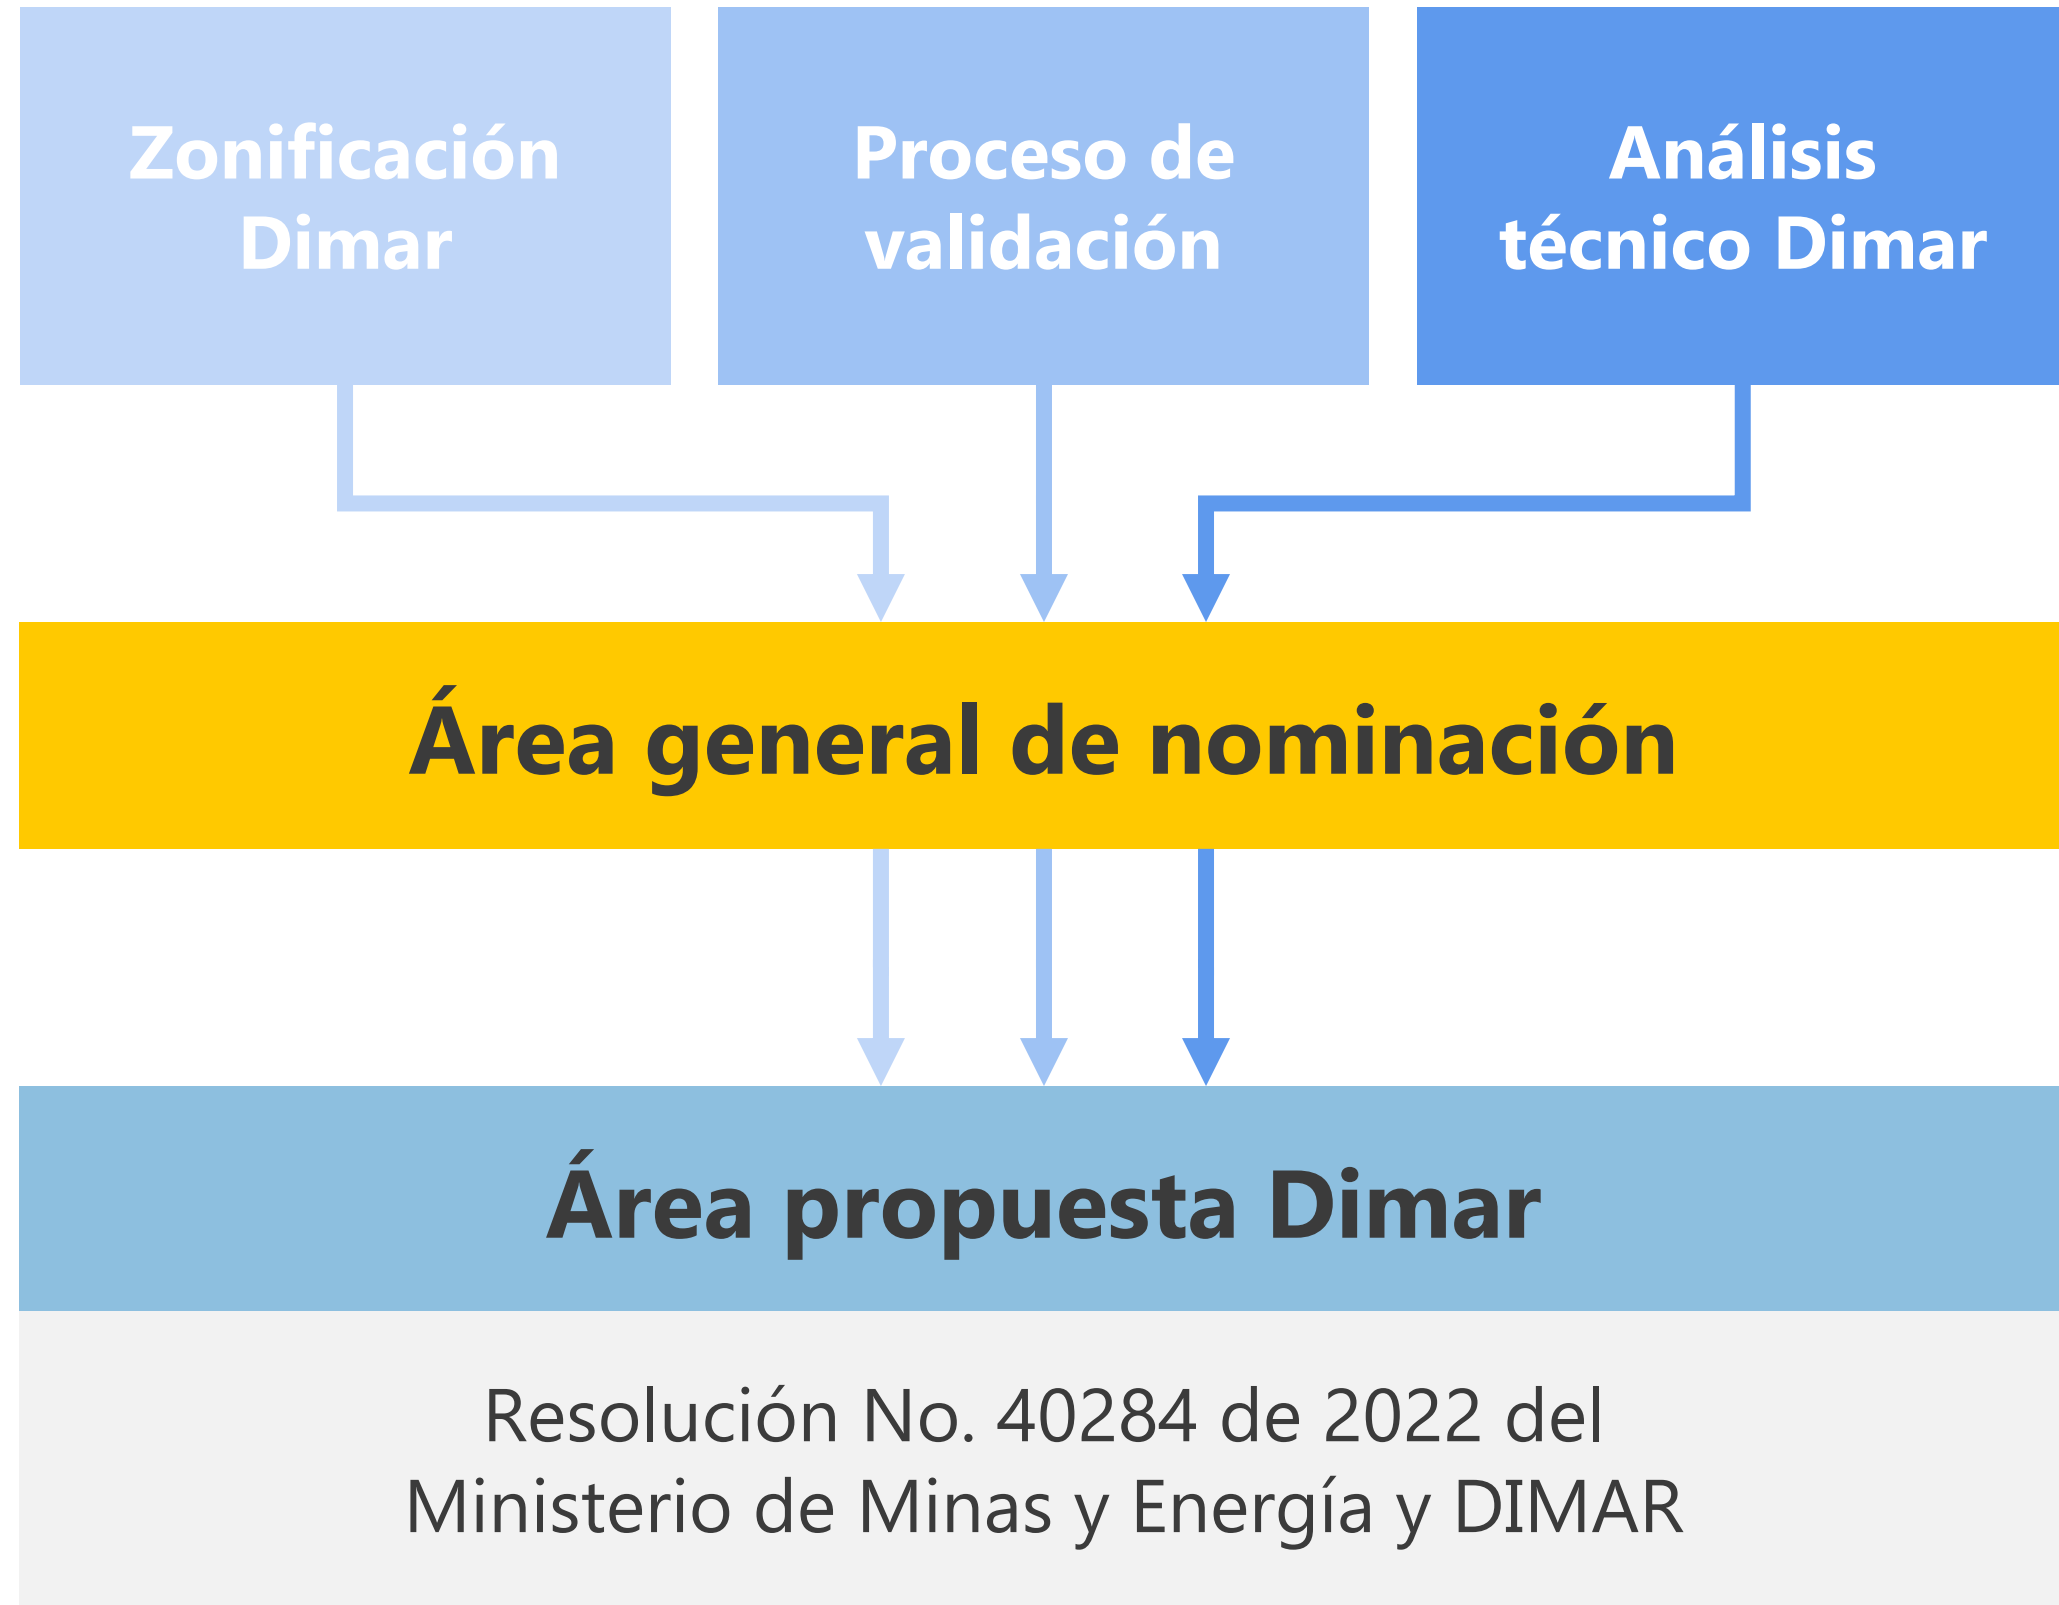 Zonificación
Dimar
Proceso de
validación
Análisis
técnico Dimar
Área general de nominación
Área propuesta Dimar
Resolución No. 40284 de 2022 del
Ministerio de Minas y Energía y DIMAR